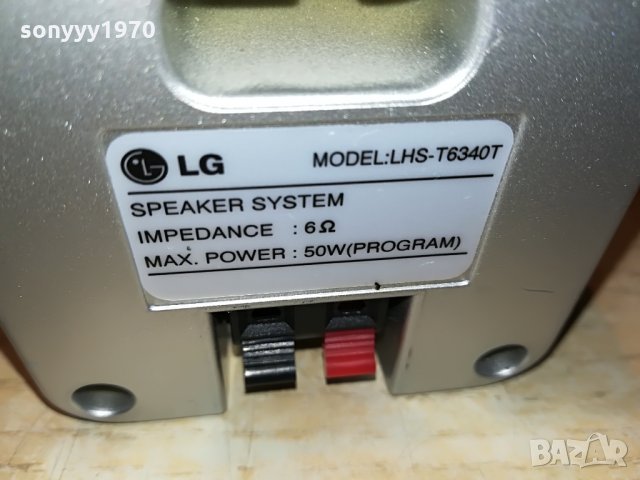 sonyyy1970
LG MODEL:LHS-T6340T
SPEAKER SYSTEM
IMPEDANCE : 6Ω
MAX. POWER : 50W(PROGRAM)
BAZAR